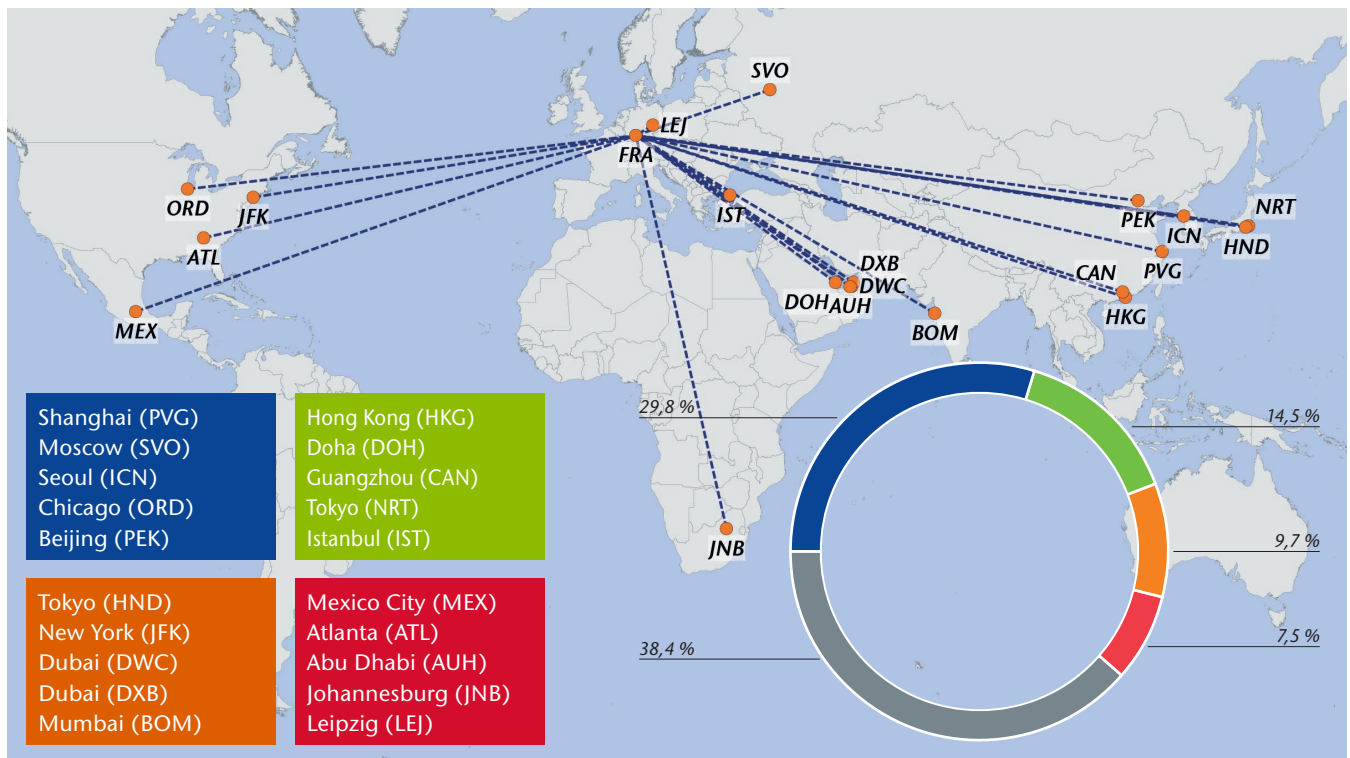 SVO
LEJ
FRA
ORD
JFK
IST
PEK
NRT
ICN
HND
ATL
DXB
CAN
PVG
DWC
DOH
AUH
HKG
MEX
BOM
JNB
Shanghai (PVG)
Moscow (SVO)
Seoul (ICN)
Chicago (ORD)
Beijing (PEK)
Hong Kong (HKG)
Doha (DOH)
Guangzhou (CAN)
Tokyo (NRT)
Istanbul (IST)
Tokyo (HND)
New York (JFK)
Dubai (DWC)
Dubai (DXB)
Mumbai (BOM)
Mexico City (MEX)
Atlanta (ATL)
Abu Dhabi (AUH)
Johannesburg (JNB)
Leipzig (LEJ)
29,8 %
14,5 %
9,7 %
7,5 %
38,4 %